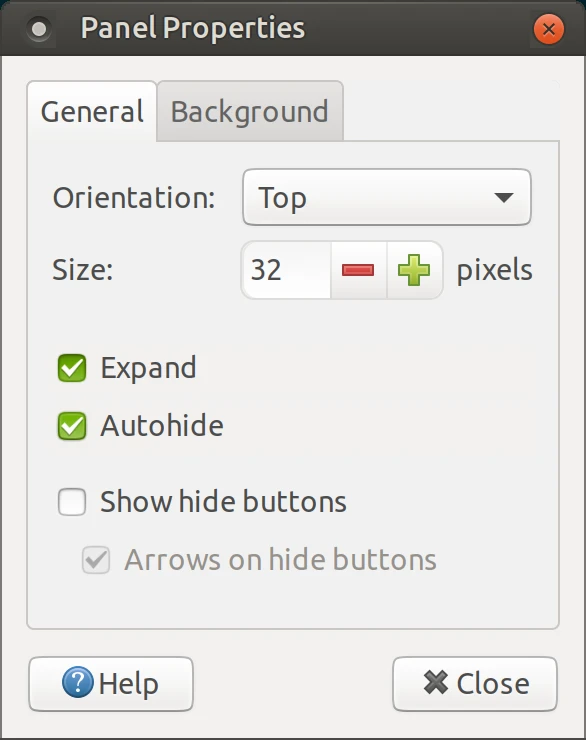 Panel Properties
General Background
Orientation: Top
Size: 32 pixels
Expand
Autohide
Show hide buttons
Arrows on hide buttons
Help Close